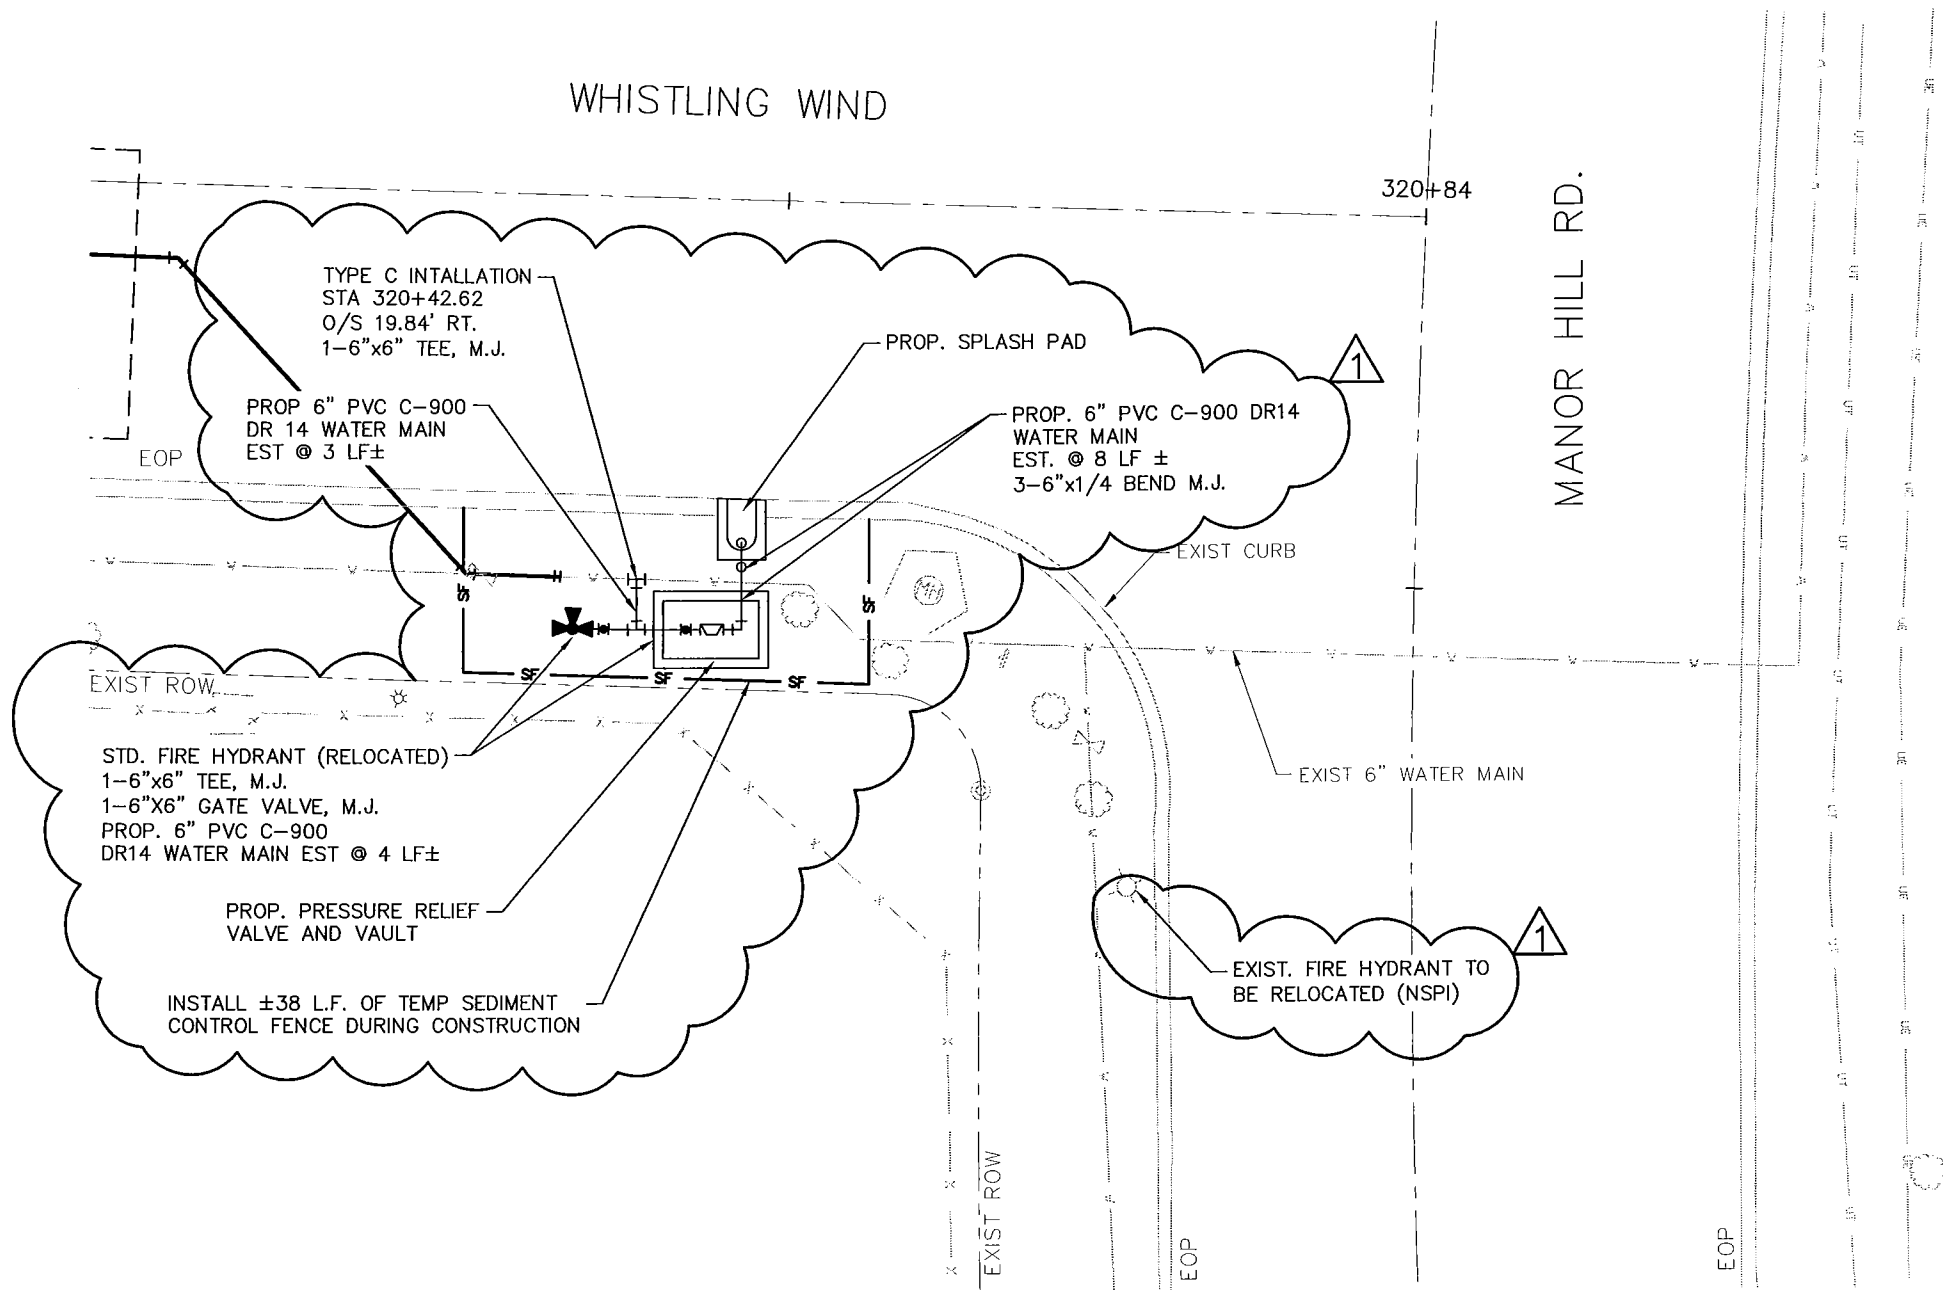 WHISTLING WIND
320+84
MANOR HILL RD.
TYPE C INTALLATION
STA 320+42.62
O/S 19.84' RT.
1-6"x6" TEE, M.J.
PROP. SPLASH PAD
1
PROP 6" PVC C-900
DR 14 WATER MAIN
EST @ 3 LF±
PROP. 6" PVC C-900 DR14
WATER MAIN
EST. @ 8 LF ±
3-6"x1/4 BEND M.J.
EOP
EXIST CURB
MH
SF
SF
SF
SF
SF
EXIST ROW
STD. FIRE HYDRANT (RELOCATED)
1-6"x6" TEE, M.J.
1-6"X6" GATE VALVE, M.J.
PROP. 6" PVC C-900
DR14 WATER MAIN EST @ 4 LF±
EXIST 6" WATER MAIN
PROP. PRESSURE RELIEF
VALVE AND VAULT
1
EXIST. FIRE HYDRANT TO
BE RELOCATED (NSPI)
INSTALL ±38 L.F. OF TEMP SEDIMENT
CONTROL FENCE DURING CONSTRUCTION
EXIST ROW
EOP
EOP